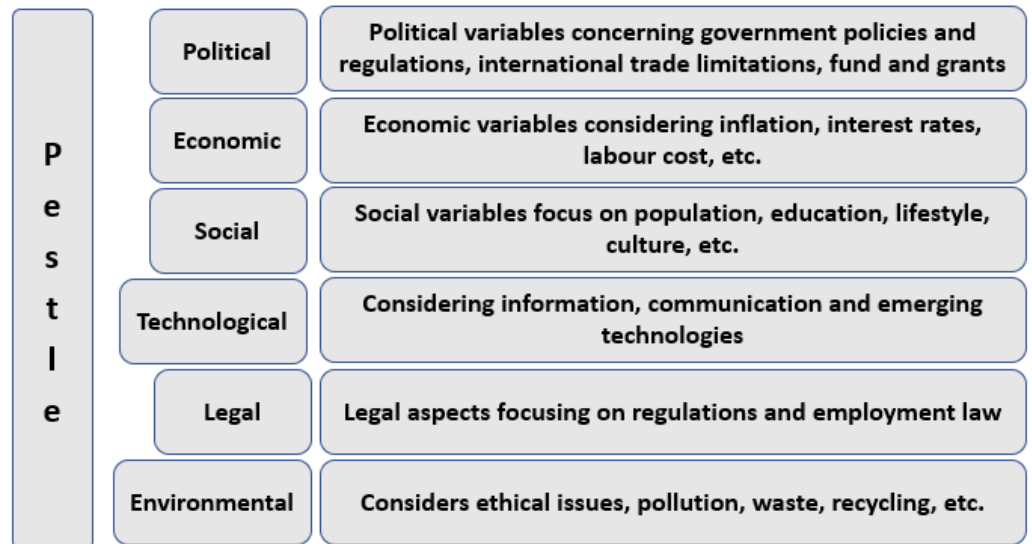 P
e
s
t
l
e
Political
Political variables concerning government policies and
regulations, international trade limitations, fund and grants
Economic
Economic variables considering inflation, interest rates,
labour cost, etc.
Social
Social variables focus on population, education, lifestyle,
culture, etc.
Technological
Considering information, communication and emerging
technologies
Legal
Legal aspects focusing on regulations and employment law
Environmental
Considers ethical issues, pollution, waste, recycling, etc.